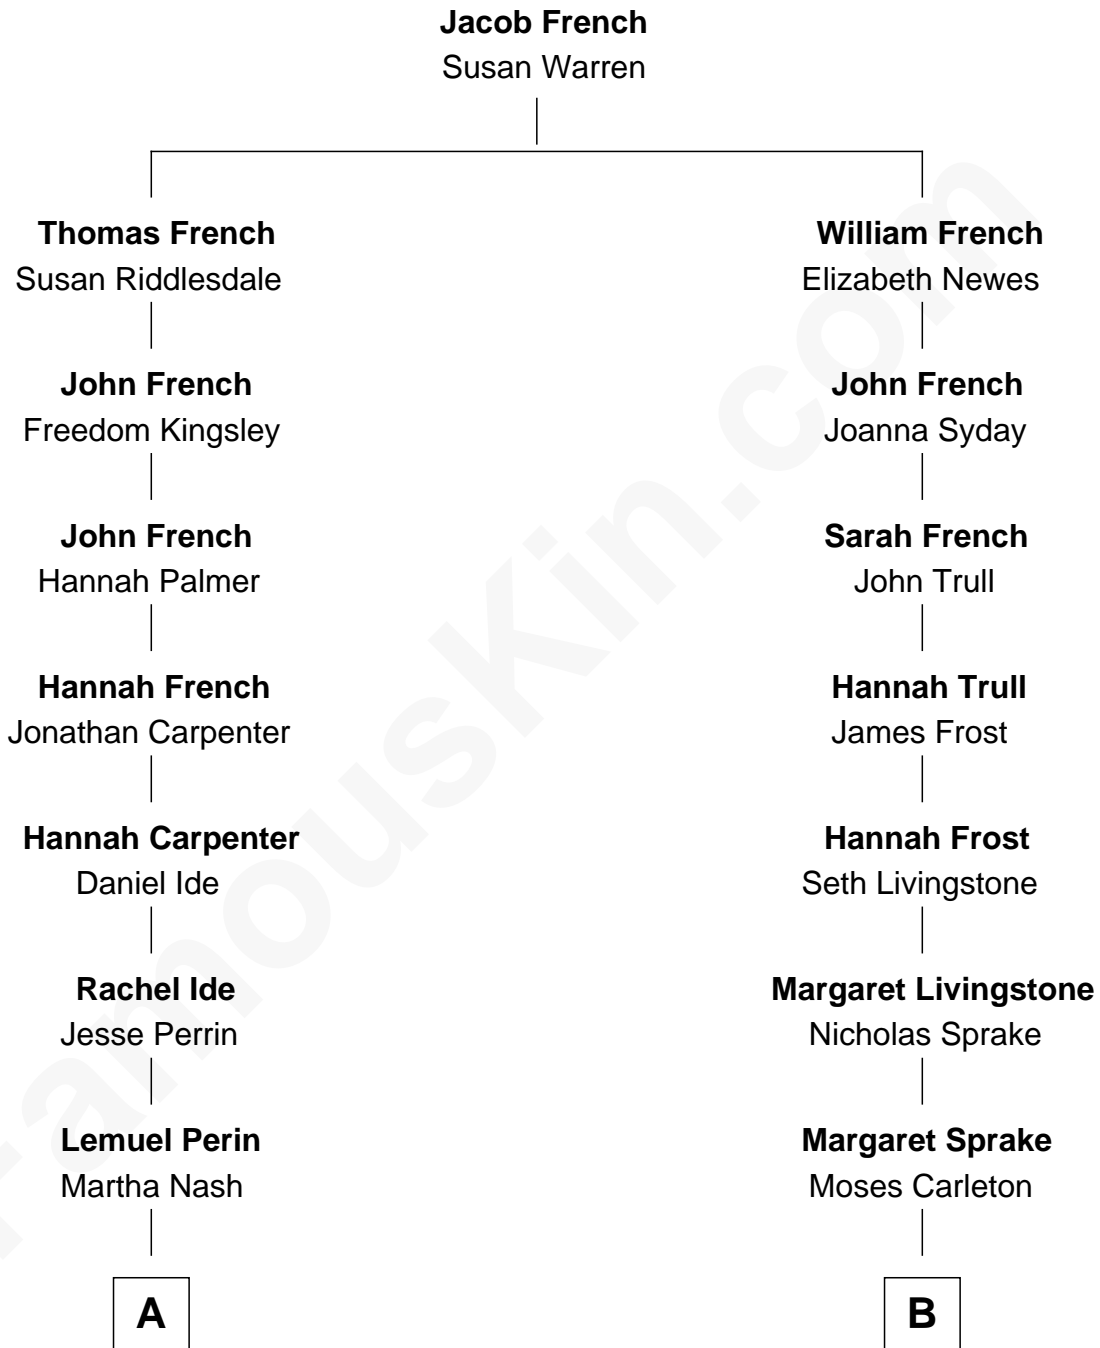 Jacob French
Susan Warren
Thomas French
Susan Riddlesdale
William French
Elizabeth Newes
John French
Freedom Kingsley
John French
Joanna Syday
John French
Hannah Palmer
Sarah French
John Trull
Hannah French
Jonathan Carpenter
Hannah Trull
James Frost
Hannah Carpenter
Daniel Ide
Hannah Frost
Seth Livingstone
Rachel Ide
Jesse Perrin
Margaret Livingstone
Nicholas Sprake
Lemuel Perin
Martha Nash
Margaret Sprake
Moses Carleton
A
B
FamousKin.com